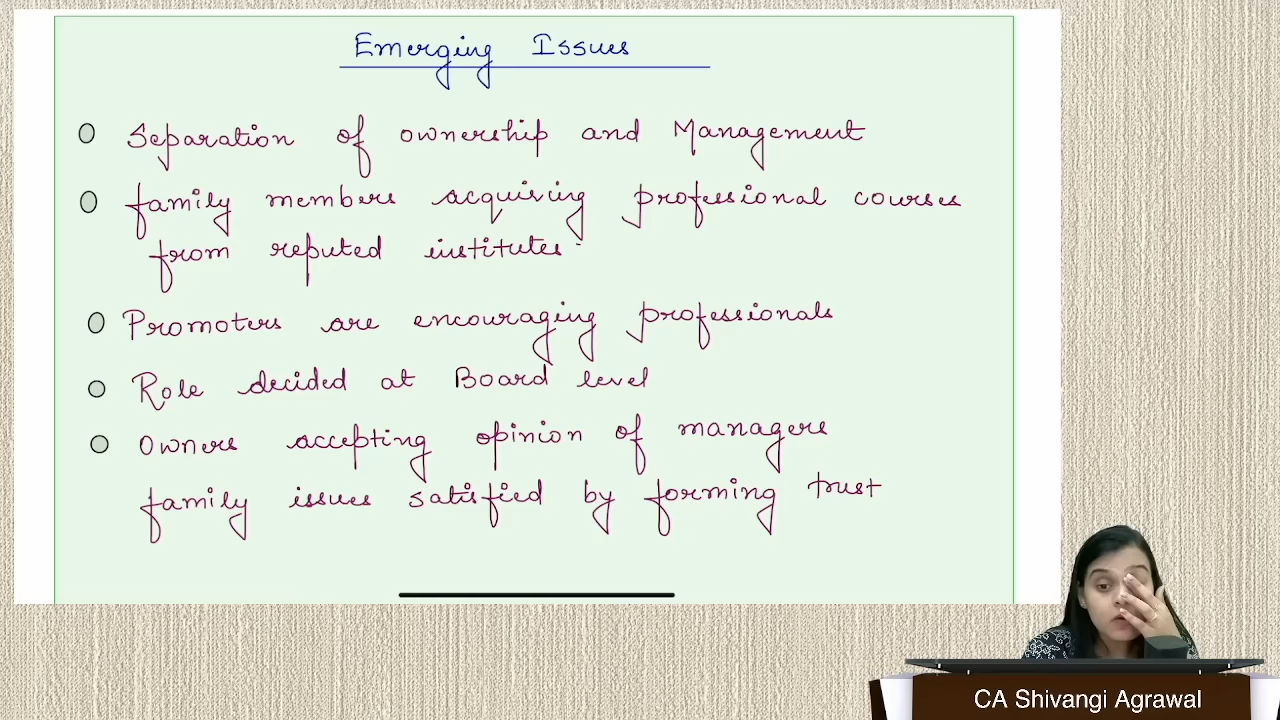 Emerging Issues
Separation of ownership and Management
family members acquiring professional courses
from reputed institutes
Promoters are encouraging professionals
Role decided at Board level
Owners accepting opinion of managers
family issues satisfied by forming trust
CA Shivangi Agrawal